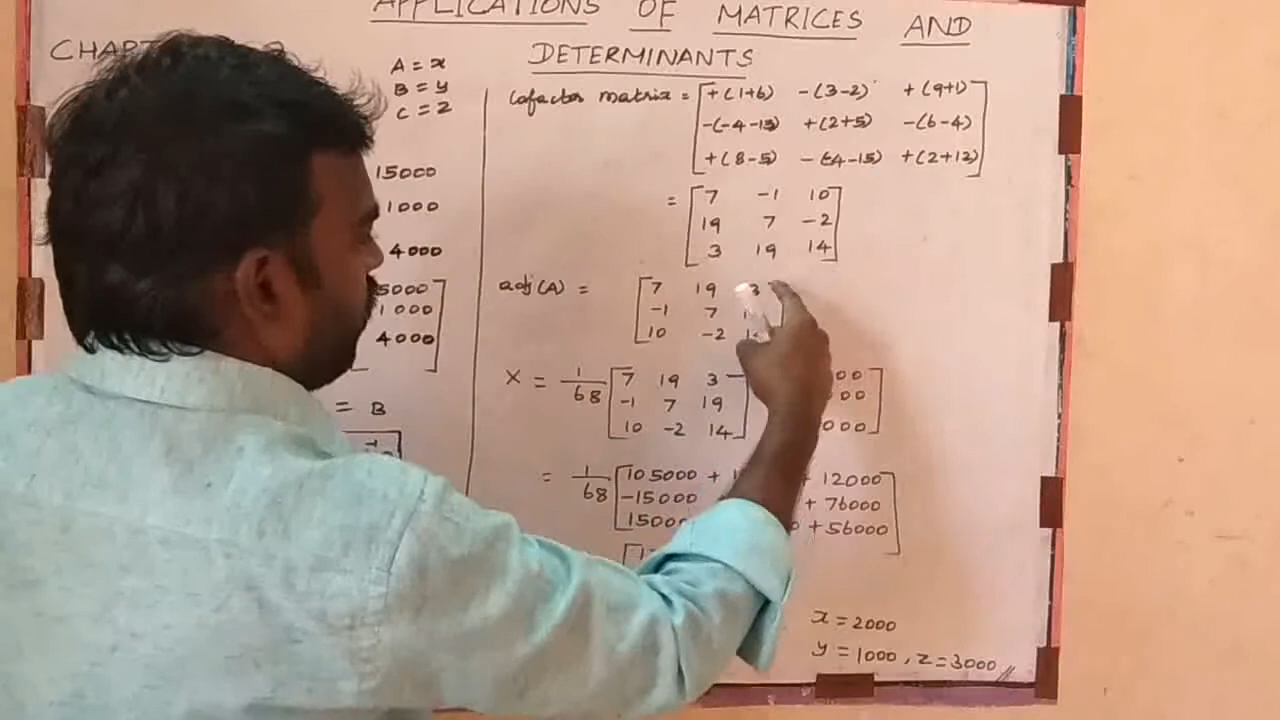 APPLICATIONS OF MATRICES AND
DETERMINANTS
A = x
B = y
C = z
15000
1000
4000
5000
1000
4000
= B
Cofactor matrix = +(1+6) -(3-2) +(9+1)
-(-4-15) +(2+5) -(6-4)
+(8-5) -(-4-15) +(2+12)
= 7 -1 10
19 7 -2
3 19 14
adj(A) = 7 19 3
-1 7
10 -2
X = 1/68 7 19 3
-1 7 19
10 -2 14
= 1/68 105000 + + 12000
-15000 + 76000
+ 56000
x = 2000
y = 1000, z = 3000 //